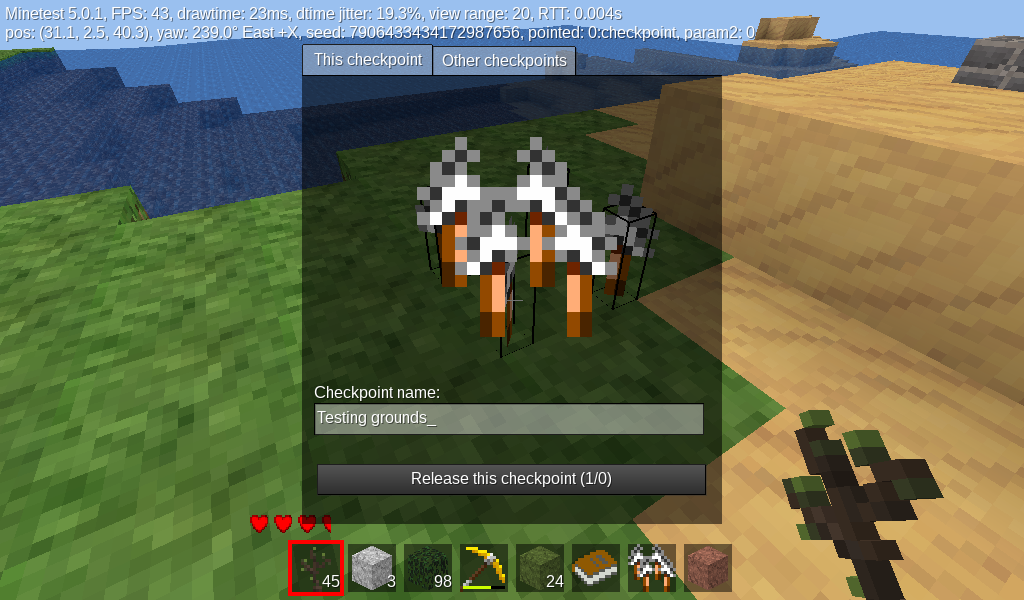 Minetest 5.0.1, FPS: 43, drawtime: 23ms, dtime jitter: 19.3%, view range: 20, RTT: 0.004s
pos: (31.1, 2.5, 40.3), yaw: 239.0° East +X, seed: 7906433434172987656, pointed: 0:checkpoint, param2: 0
This checkpoint Other checkpoints
Checkpoint name:
Testing grounds_
Release this checkpoint (1/0)
45 3 98 24